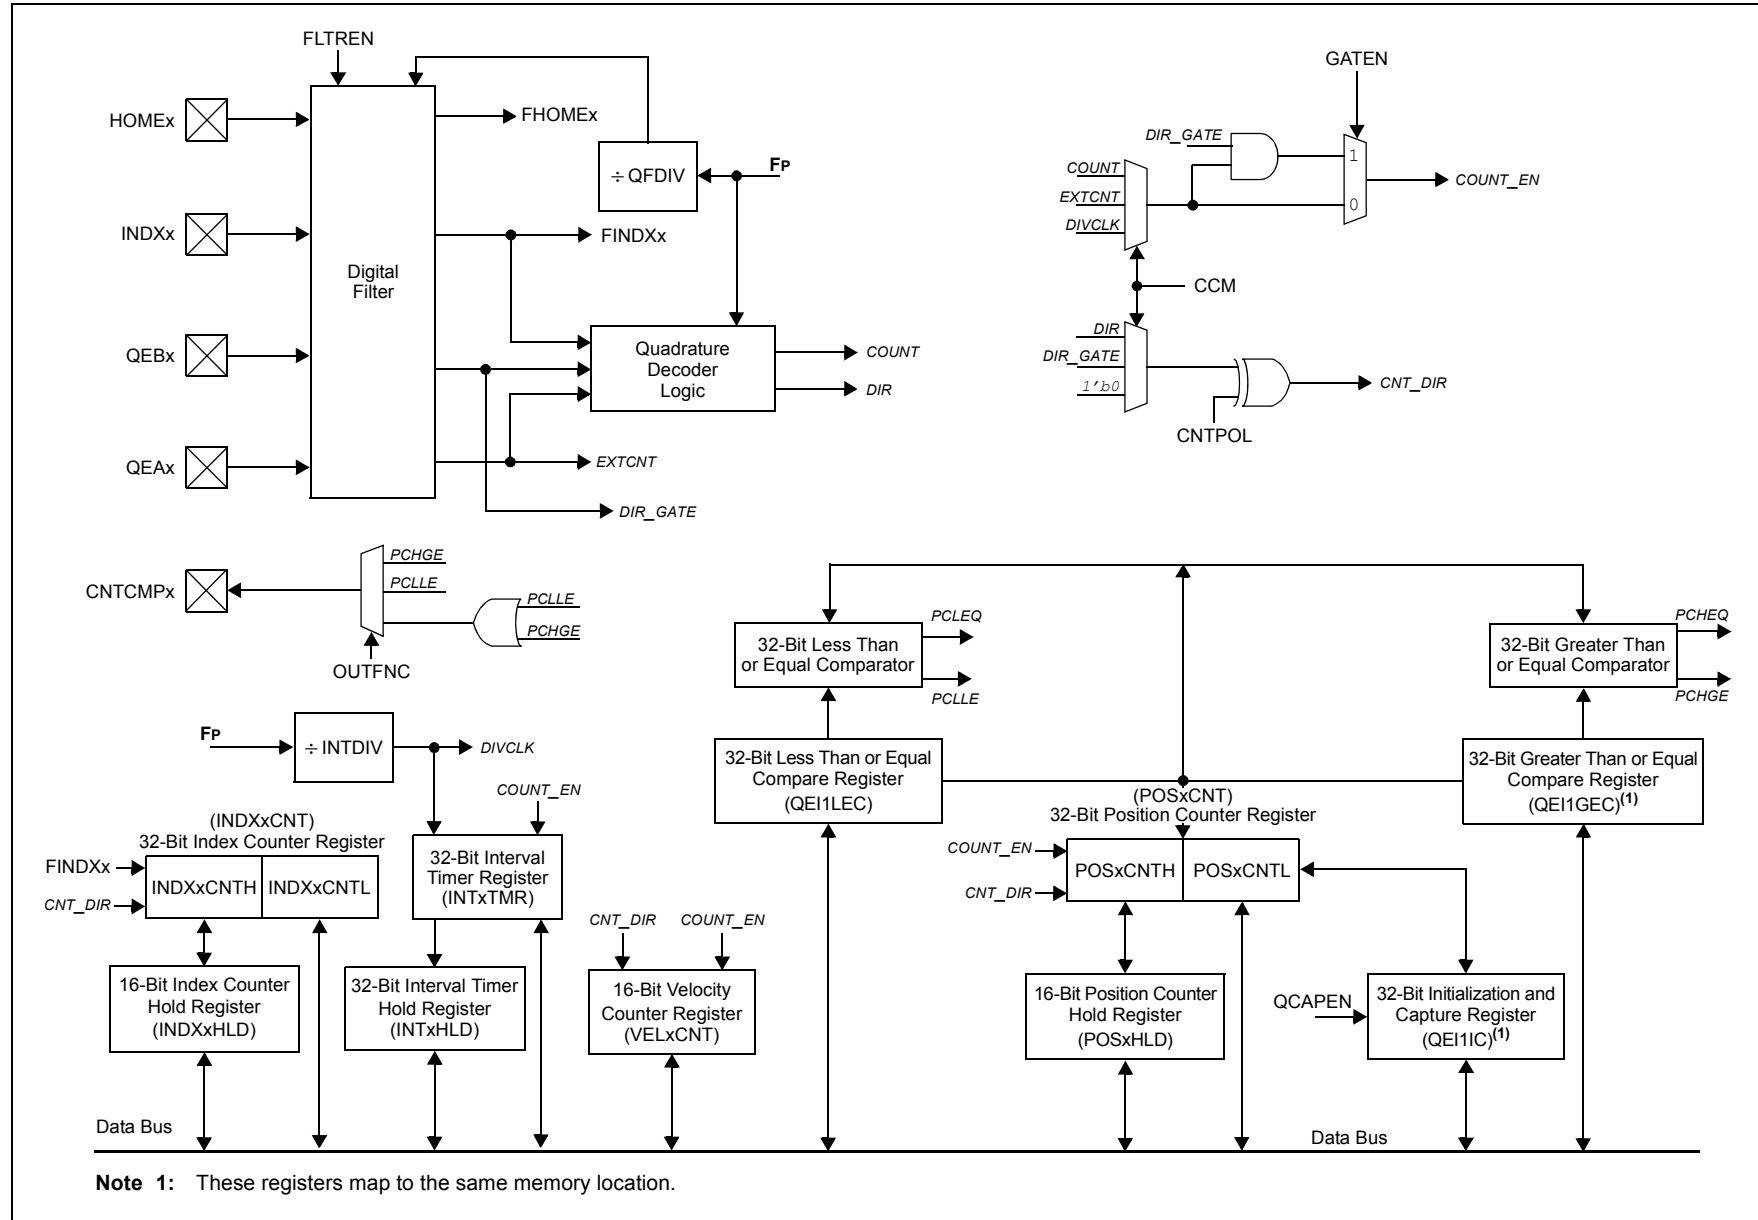 FLTREN
HOMEx
INDXx
QEBx
QEAx
Digital
Filter
FHOMEx
÷ QFDIV
FP
FINDXx
Quadrature
Decoder
Logic
COUNT
DIR
EXTCNT
DIR_GATE
GATEN
DIR_GATE
COUNT
EXTCNT
DIVCLK
1
0
COUNT_EN
CCM
DIR
DIR_GATE
1'b0
CNTPOL
CNT_DIR
CNTCMPx
PCHGE
PCLLE
PCLLE
PCHGE
OUTFNC
32-Bit Less Than
or Equal Comparator
PCLEQ
PCLLE
32-Bit Greater Than
or Equal Comparator
PCHEQ
PCHGE
FP
÷ INTDIV
DIVCLK
COUNT_EN
32-Bit Less Than or Equal
Compare Register
(QEI1LEC)
32-Bit Greater Than or Equal
Compare Register
(QEI1GEC)(1)
(INDXxCNT)
32-Bit Index Counter Register
FINDXx
CNT_DIR
INDXxCNTH
INDXxCNTL
32-Bit Interval
Timer Register
(INTxTMR)
(POSxCNT)
32-Bit Position Counter Register
COUNT_EN
CNT_DIR
POSxCNTH
POSxCNTL
CNT_DIR
COUNT_EN
16-Bit Index Counter
Hold Register
(INDXxHLD)
32-Bit Interval Timer
Hold Register
(INTxHLD)
16-Bit Velocity
Counter Register
(VELxCNT)
16-Bit Position Counter
Hold Register
(POSxHLD)
QCAPEN
32-Bit Initialization and
Capture Register
(QEI1IC)(1)
Data Bus
Data Bus
Note 1: These registers map to the same memory location.